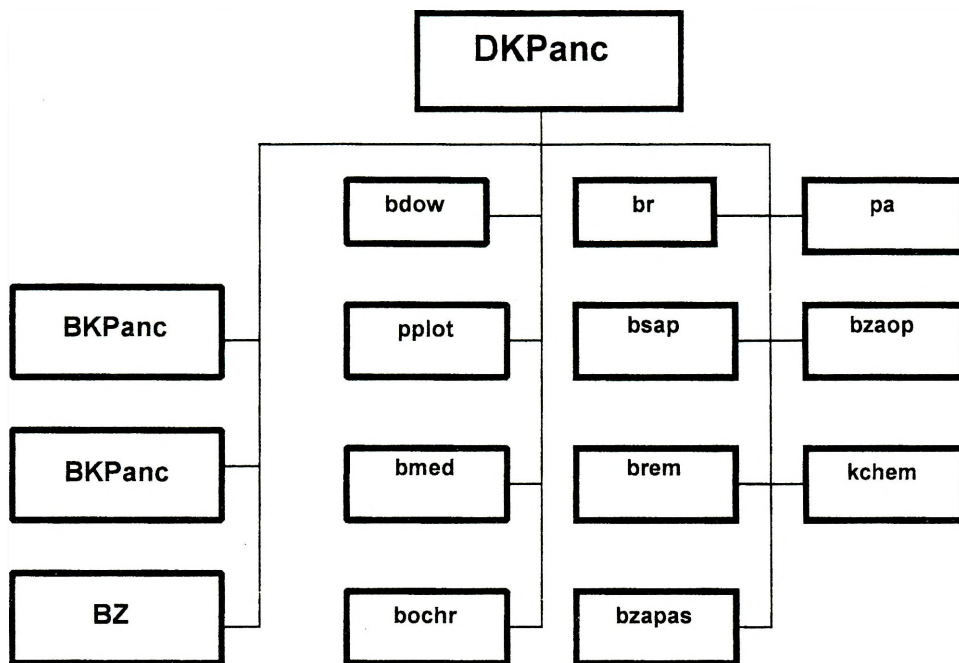 DKPanc
bdow
br
pa
BKPanc
pplot
bsap
bzaop
BKPanc
bmed
brem
kchem
BZ
bochr
bzapas